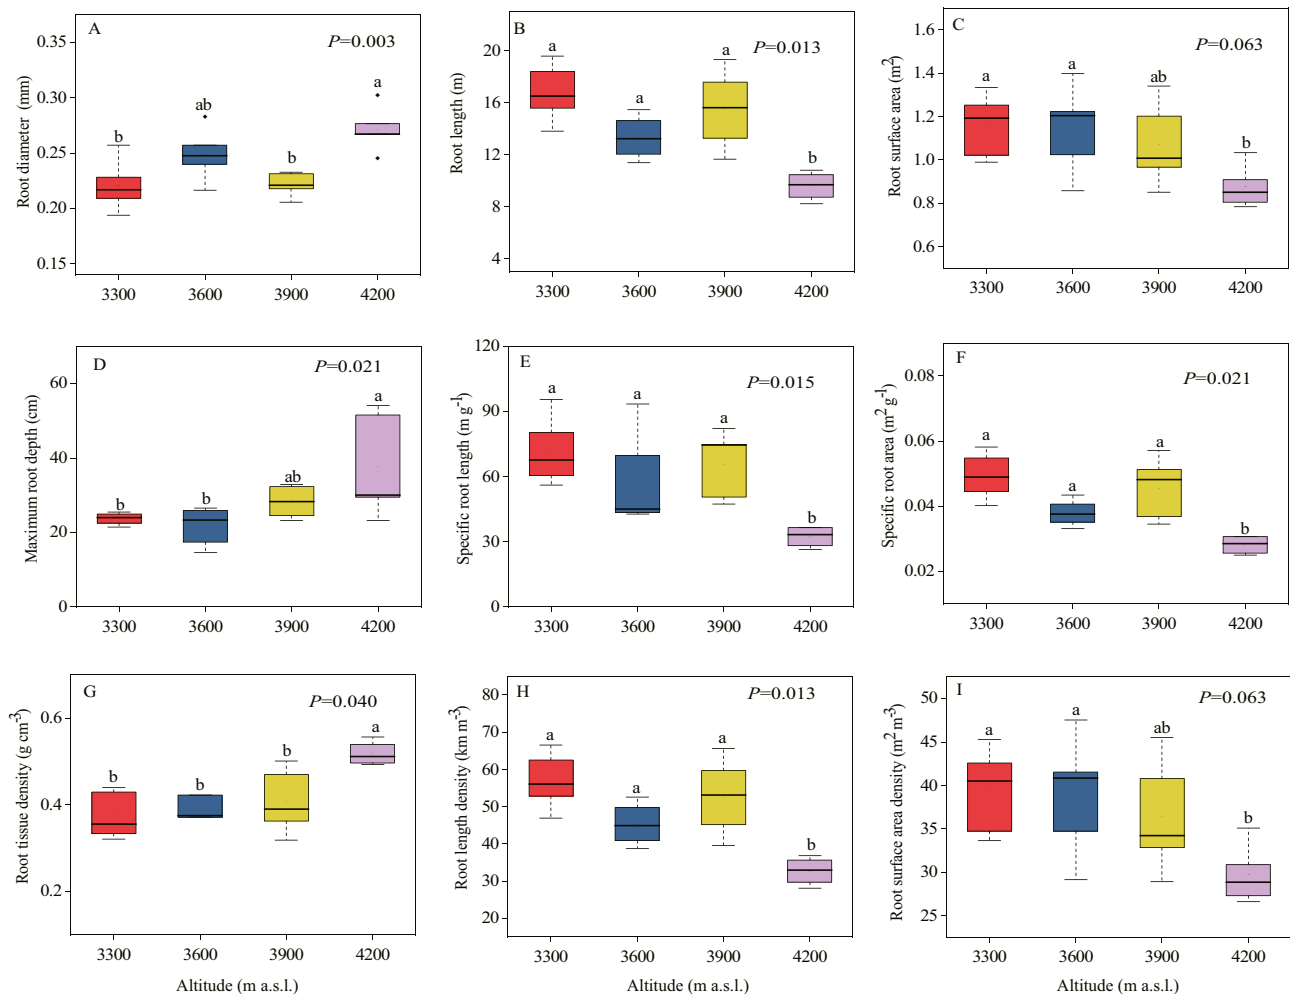 A
P=0.003
Root diameter (mm)
0.35
0.30
0.25
0.20
0.15
b
ab
b
a
3300
3600
3900
4200
B
P=0.013
Root length (m)
20
16
12
8
4
a
a
a
b
3300
3600
3900
4200
C
P=0.063
Root surface area (m²)
1.6
1.4
1.2
1.0
0.8
0.6
a
a
ab
b
3300
3600
3900
4200
D
P=0.021
Maximum root depth (cm)
60
40
20
0
b
b
ab
a
3300
3600
3900
4200
E
P=0.015
Specific root length (m g⁻¹)
120
90
60
30
0
a
a
a
b
3300
3600
3900
4200
F
P=0.021
Specific root area (m² g⁻¹)
0.08
0.06
0.04
0.02
a
a
a
b
3300
3600
3900
4200
G
P=0.040
Root tissue density (g cm⁻³)
0.6
0.4
0.2
b
b
b
a
3300
3600
3900
4200
Altitude (m a.s.l.)
H
P=0.013
Root length density (km m⁻³)
80
70
60
50
40
30
20
a
a
a
b
3300
3600
3900
4200
Altitude (m a.s.l.)
I
P=0.063
Root surface area density (m² m⁻³)
50
45
40
35
30
25
a
a
ab
b
3300
3600
3900
4200
Altitude (m a.s.l.)